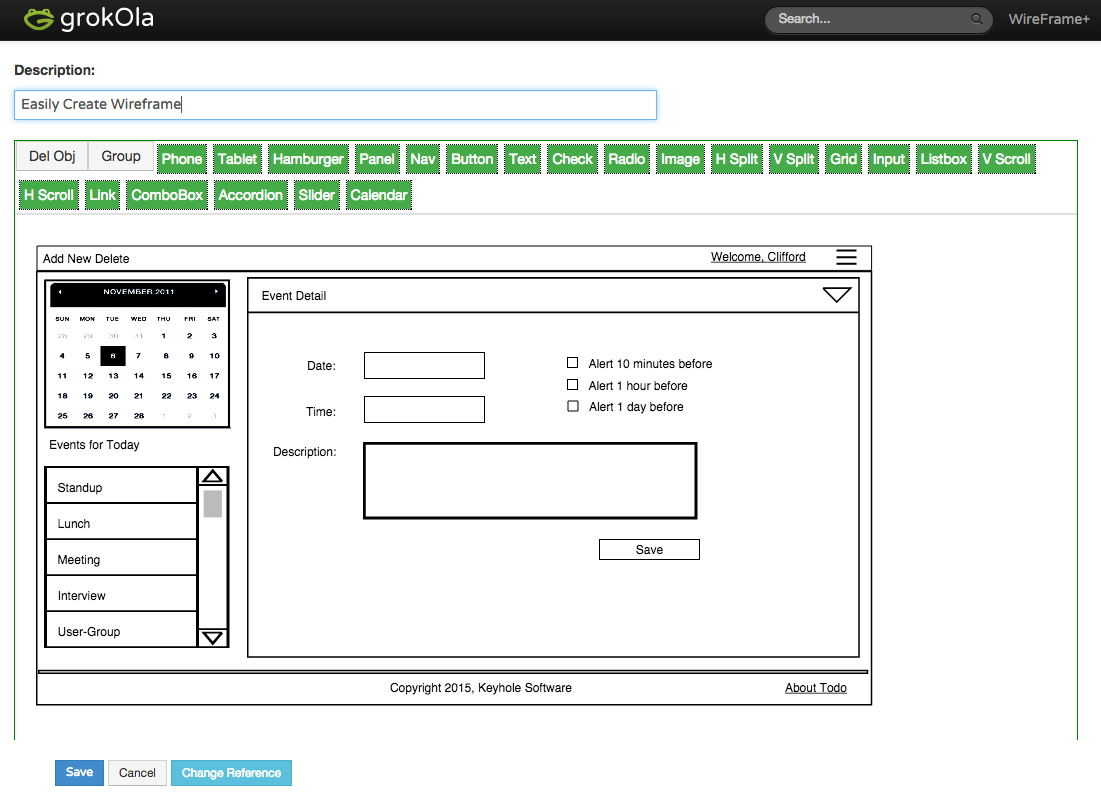 grokOla
Search...
WireFrame+
Description:
Easily Create Wireframe
Del Obj Group Phone Tablet Hamburger Panel Nav Button Text Check Radio Image H Split V Split Grid Input Listbox V Scroll
H Scroll Link ComboBox Accordion Slider Calendar
Add New Delete
Welcome, Clifford
NOVEMBER 2011
SUN MON TUE WED THU FRI SAT
28 29 30 31 1 2 3
4 5 6 7 8 9 10
11 12 13 14 15 16 17
18 19 20 21 22 23 24
25 26 27 28 1 2 3
Events for Today
Standup
Lunch
Meeting
Interview
User-Group
Event Detail
Date:
Time:
Description:
Alert 10 minutes before
Alert 1 hour before
Alert 1 day before
Save
Copyright 2015, Keyhole Software
About Todo
Save Cancel Change Reference